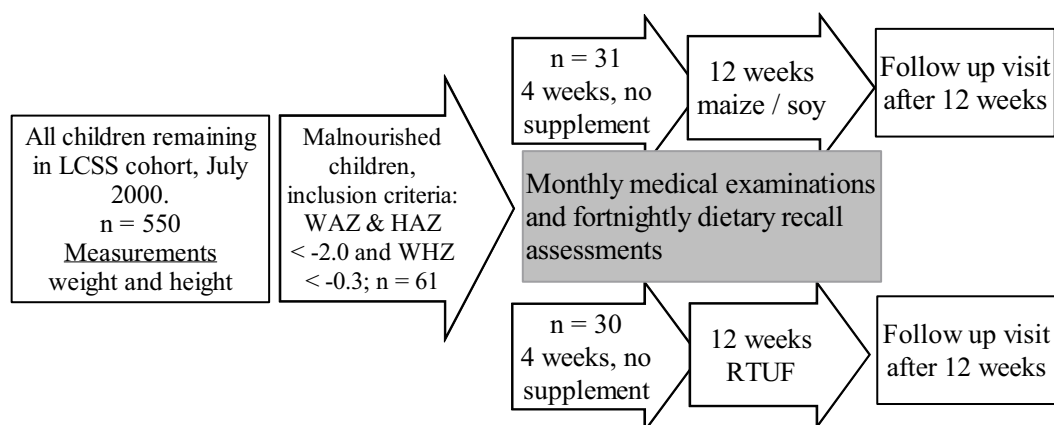 All children remaining
in LCSS cohort, July
2000.
n = 550
Measurements
weight and height
Malnourished
children,
inclusion criteria:
WAZ & HAZ
< -2.0 and WHZ
< -0.3; n = 61
n = 31
4 weeks, no
supplement
12 weeks
maize / soy
Follow up visit
after 12 weeks
Monthly medical examinations
and fortnightly dietary recall
assessments
n = 30
4 weeks, no
supplement
12 weeks
RTUF
Follow up visit
after 12 weeks